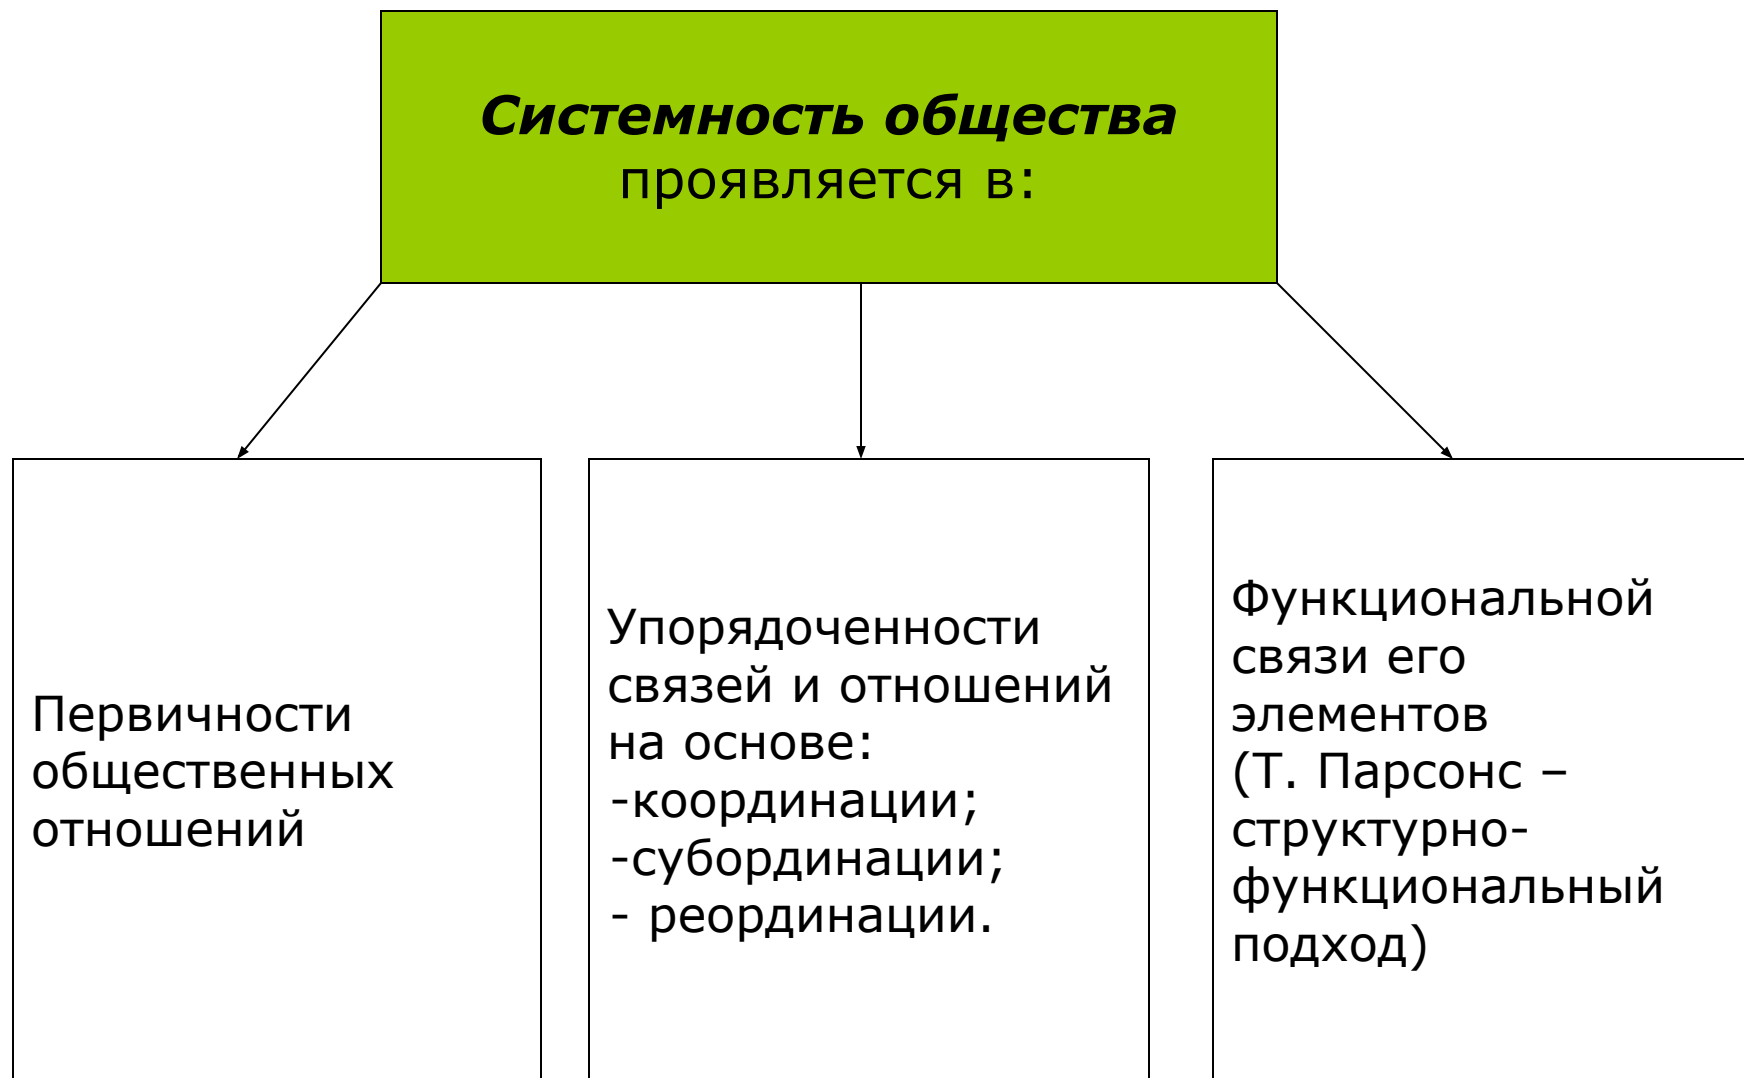 Системность общества
проявляется в:
Первичности
общественных
отношений
Упорядоченности
связей и отношений
на основе:
-координации;
-субординации;
- реординации.
Функциональной
связи его
элементов
(Т. Парсонс –
структурно-
функциональный
подход)